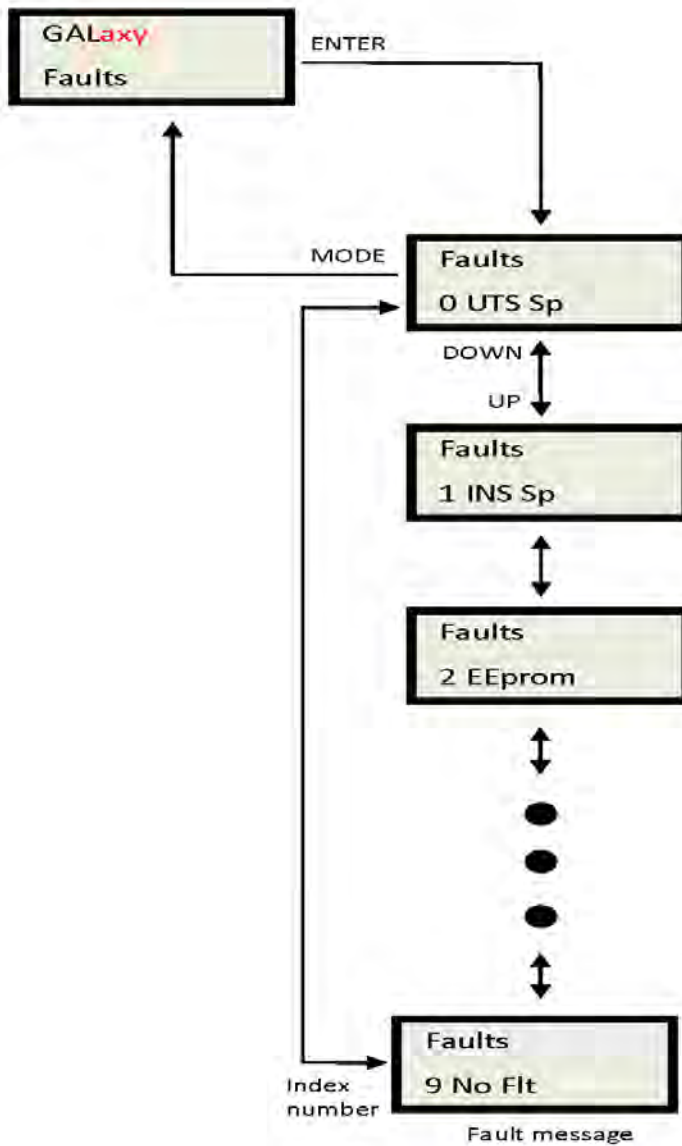 GALaxy
Faults
ENTER
MODE
Faults
0 UTS Sp
DOWN
UP
Faults
1 INS Sp
Faults
2 EEprom
Faults
9 No Flt
Index
number
Fault message